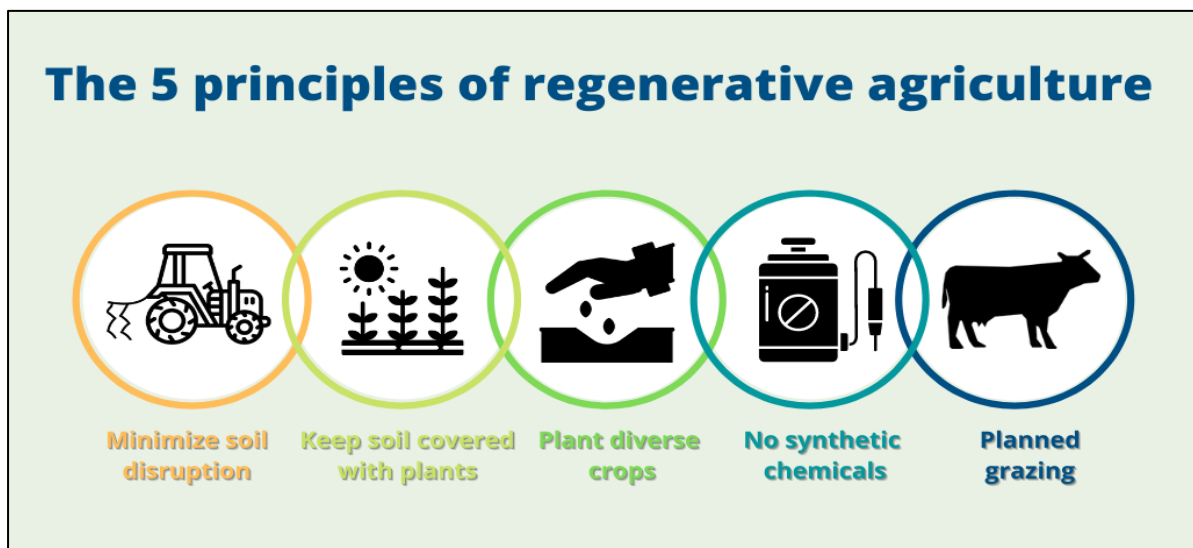 The 5 principles of regenerative agriculture
Minimize soil
disruption
Keep soil covered
with plants
Plant diverse
crops
No synthetic
chemicals
Planned
grazing